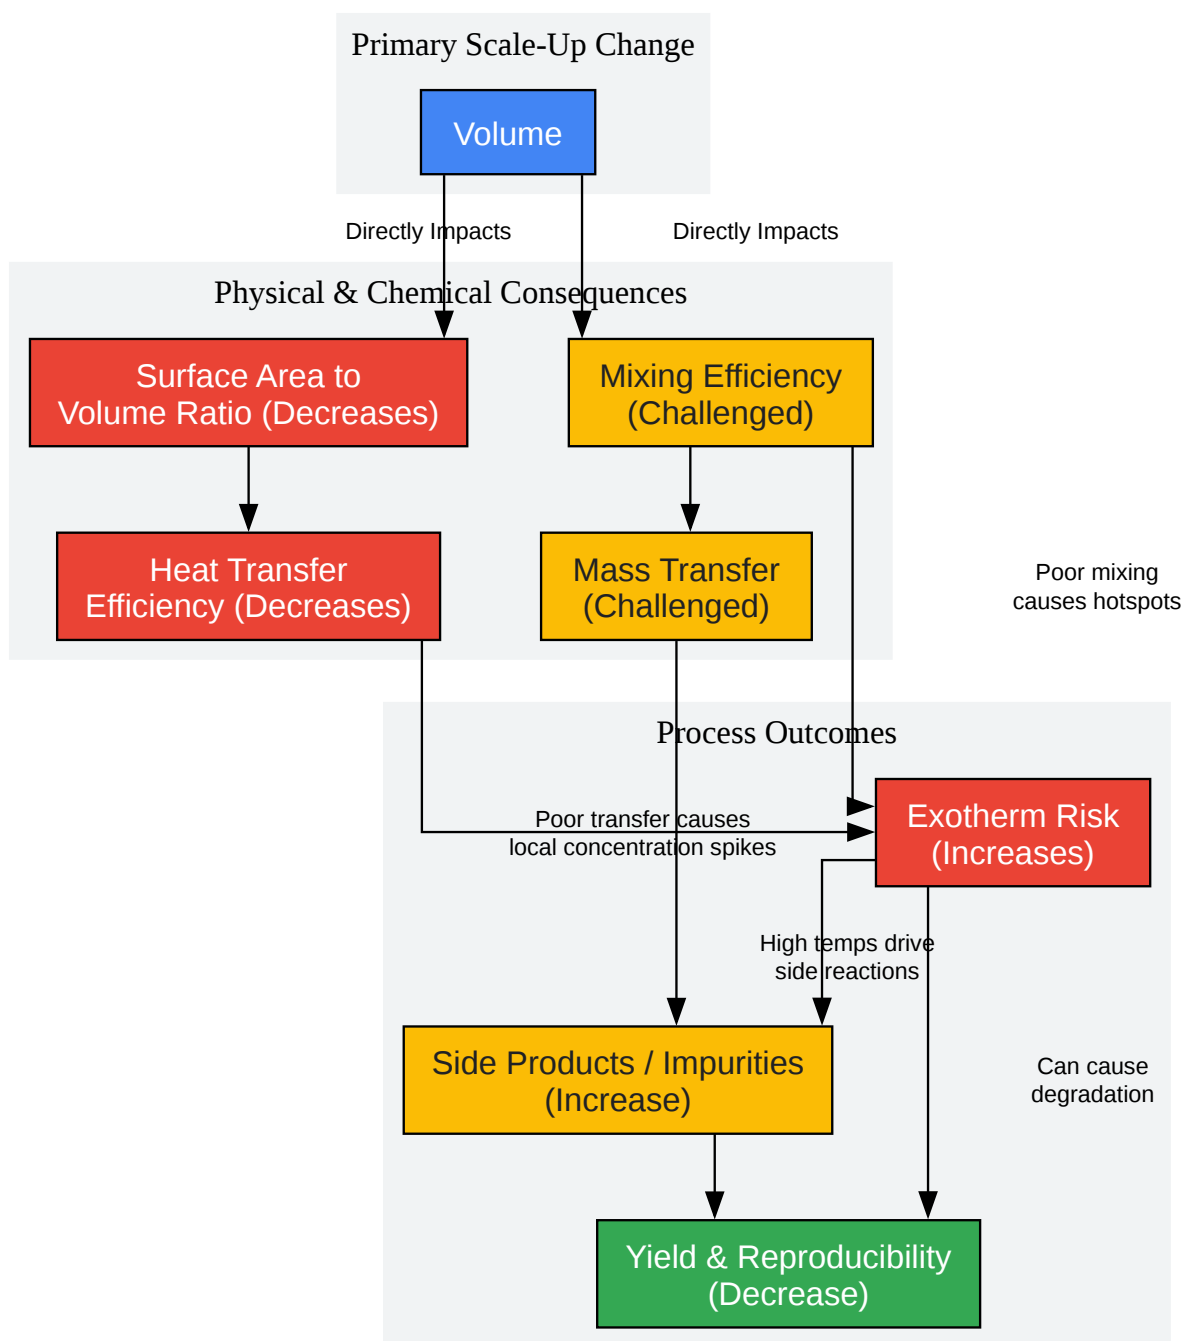 Primary Scale-Up Change
Volume
Directly Impacts
Directly Impacts
Physical & Chemical Consequences
Surface Area to
Volume Ratio (Decreases)
Mixing Efficiency
(Challenged)
Heat Transfer
Efficiency (Decreases)
Mass Transfer
(Challenged)
Poor mixing
causes hotspots
Process Outcomes
Poor transfer causes
local concentration spikes
Exotherm Risk
(Increases)
High temps drive
side reactions
Side Products / Impurities
(Increase)
Can cause
degradation
Yield & Reproducibility
(Decrease)